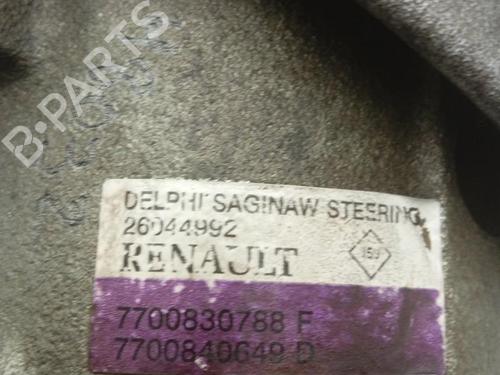 B-PARTS
DELPHI SAGINAW STEERING
26044992
RENAULT
7700830788 F
7700840649 D